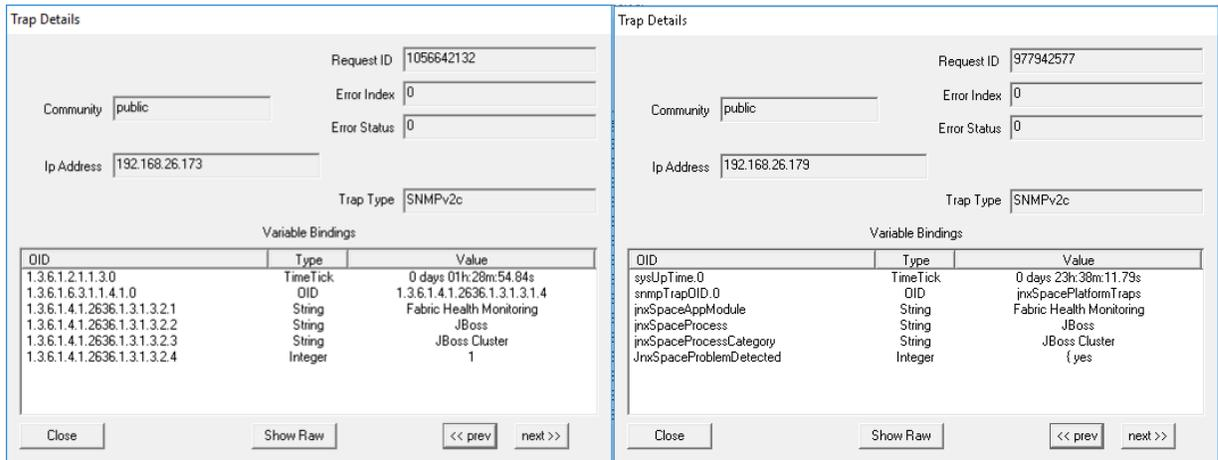 Trap Details
Request ID 1056642132
Community public
Error Index 0
Error Status 0
Ip Address 192.168.26.173
Trap Type SNMPv2c
Variable Bindings
OID Type Value
1.3.6.1.2.1.1.3.0 TimeTick 0 days 01h:28m:54.84s
1.3.6.1.6.3.1.1.4.1.0 OID 1.3.6.1.4.1.2636.1.3.1.3.1.4
1.3.6.1.4.1.2636.1.3.1.3.2.1 String Fabric Health Monitoring
1.3.6.1.4.1.2636.1.3.1.3.2.2 String JBoss
1.3.6.1.4.1.2636.1.3.1.3.2.3 String JBoss Cluster
1.3.6.1.4.1.2636.1.3.1.3.2.4 Integer 1
Close Show Raw << prev next >>
Trap Details
Request ID 977942577
Community public
Error Index 0
Error Status 0
Ip Address 192.168.26.179
Trap Type SNMPv2c
Variable Bindings
OID Type Value
sysUpTime.0 TimeTick 0 days 23h:38m:11.79s
snmpTrapOID.0 OID jnxSpacePlatformTraps
jnxSpaceAppModule String Fabric Health Monitoring
jnxSpaceProcess String JBoss
jnxSpaceProcessCategory String JBoss Cluster
JnxSpaceProblemDetected Integer { yes
Close Show Raw << prev next >>